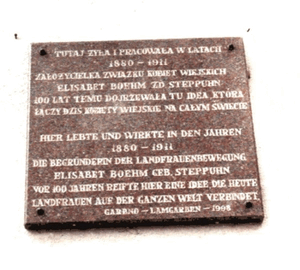 TUTAJ ŻYŁA I PRACOWAŁA W LATACH
1880 – 1911
ZAŁOŻYCIELKA ZWIĄZKU KOBIET WIEJSKICH
ELISABET BOEHM ZD. STEPPUHN
100 LAT TEMU DOJRZEWAŁA TU IDEA KTÓRA
ŁĄCZY DZIŚ KOBIETY WIEJSKIE NA CAŁYM ŚWIECIE
HIER LEBTE UND WIRKTE IN DEN JAHREN
1880 – 1911
DIE BEGRÜNDERIN DER LANDFRAUENBEWEGUNG
ELISABET BOEHM GEB. STEPPUHN
VOR 100 JAHREN REIFTE HIER EINE IDEE DIE HEUTE
LANDFRAUEN AUF DER GANZEN WELT VERBINDET.
LAMGARBEN –